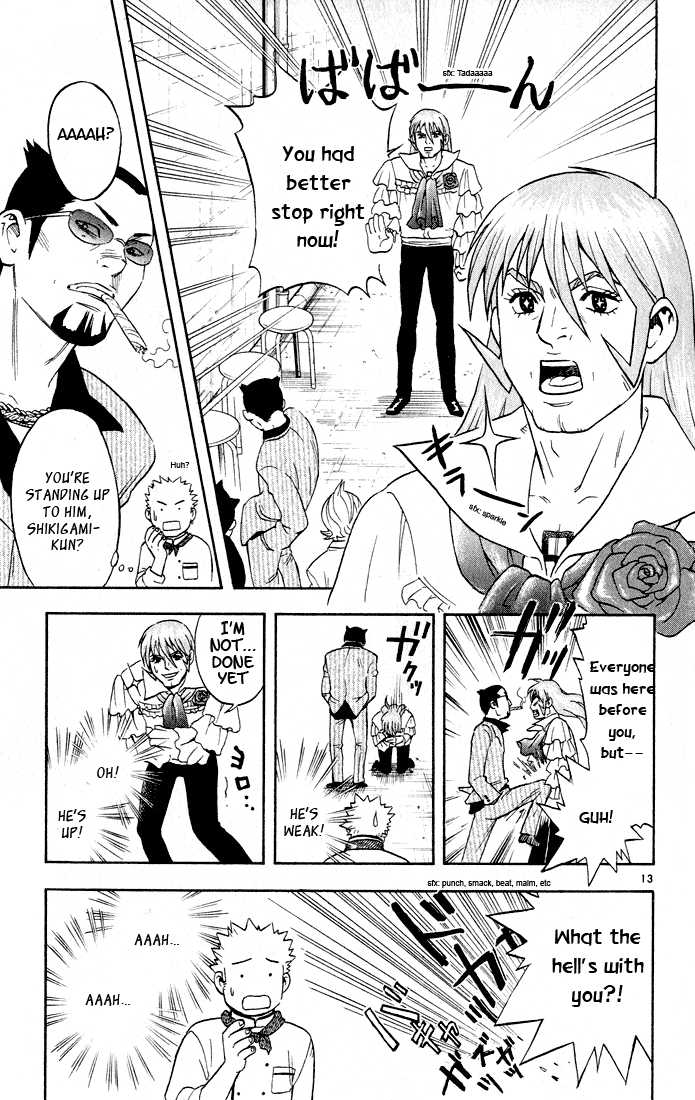 ばばーーん
sfx: Tadaaaaa
You had
better
stop right
now!
キラーン
sfx: sparkle
AAAAH?
Huh?
YOU'RE
STANDING UP
TO HIM,
SHIKIGAMI-
KUN?
Everyone
was here
before
you,
but--
GUH!
ドガッ
ガクッ
HE'S
WEAK!
I'M
NOT...
DONE
YET
ヨロ...
OH!
HE'S
UP!
13
sfx: punch, smack, beat, maim, etc
What the
hell's with
you?!
AAAH...
AAAH...